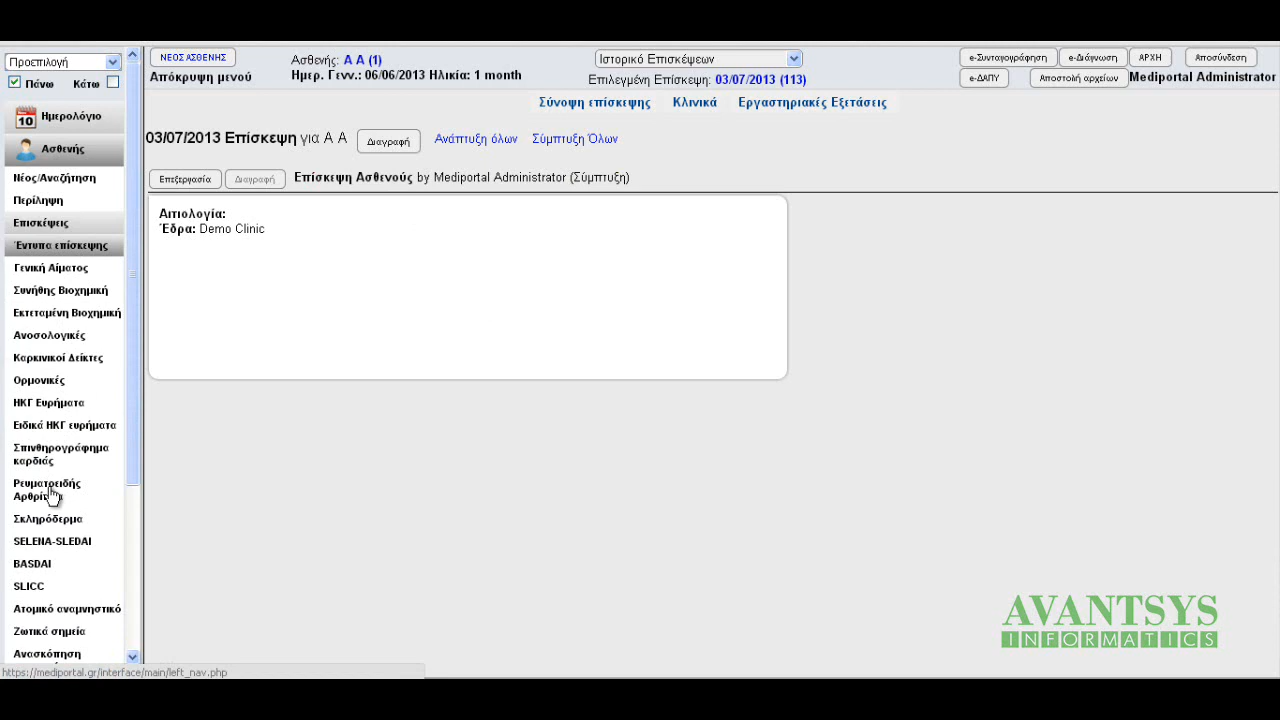 Προεπιλογή
Πάνω Κάτω
Ημερολόγιο
Ασθενής
Νέος/Αναζήτηση
Περίληψη
Επισκέψεις
Έντυπα επίσκεψης
Γενική Αίματος
Συνήθης Βιοχημική
Εκτεταμένη Βιοχημική
Ανοσολογικές
Καρκινικοί Δείκτες
Ορμονικές
ΗΚΓ Ευρήματα
Ειδικά ΗΚΓ ευρήματα
Σπινθηρογράφημα
καρδιάς
Ρευματοειδής
Αρθρίτιδα
Σκληρόδερμα
SELENA-SLEDAI
BASDAI
SLICC
Ατομικό αναμνηστικό
Ζωτικά σημεία
Ανασκόπηση
https://mediportal.gr/interface/main/left_nav.php
ΝΕΟΣ ΑΣΘΕΝΗΣ
Απόκρυψη μενού
Ασθενής: Α Α (1)
Ημερ. Γενν.: 06/06/2013 Ηλικία: 1 month
Ιστορικό Επισκέψεων
Επιλεγμένη Επίσκεψη: 03/07/2013 (113)
e-Συνταγογράφηση e-Διάγνωση ΑΡΧΗ Αποσύνδεση
e-ΔΑΠΥ Αποστολή αρχείων Mediportal Administrator
Σύνοψη επίσκεψης Κλινικά Εργαστηριακές Εξετάσεις
03/07/2013 Επίσκεψη για Α Α Διαγραφή Ανάπτυξη όλων Σύμπτυξη Όλων
Επεξεργασία Διαγραφή Επίσκεψη Ασθενούς by Mediportal Administrator (Σύμπτυξη)
Αιτιολογία:
Έδρα: Demo Clinic
AVANTSYS
INFORMATICS
10